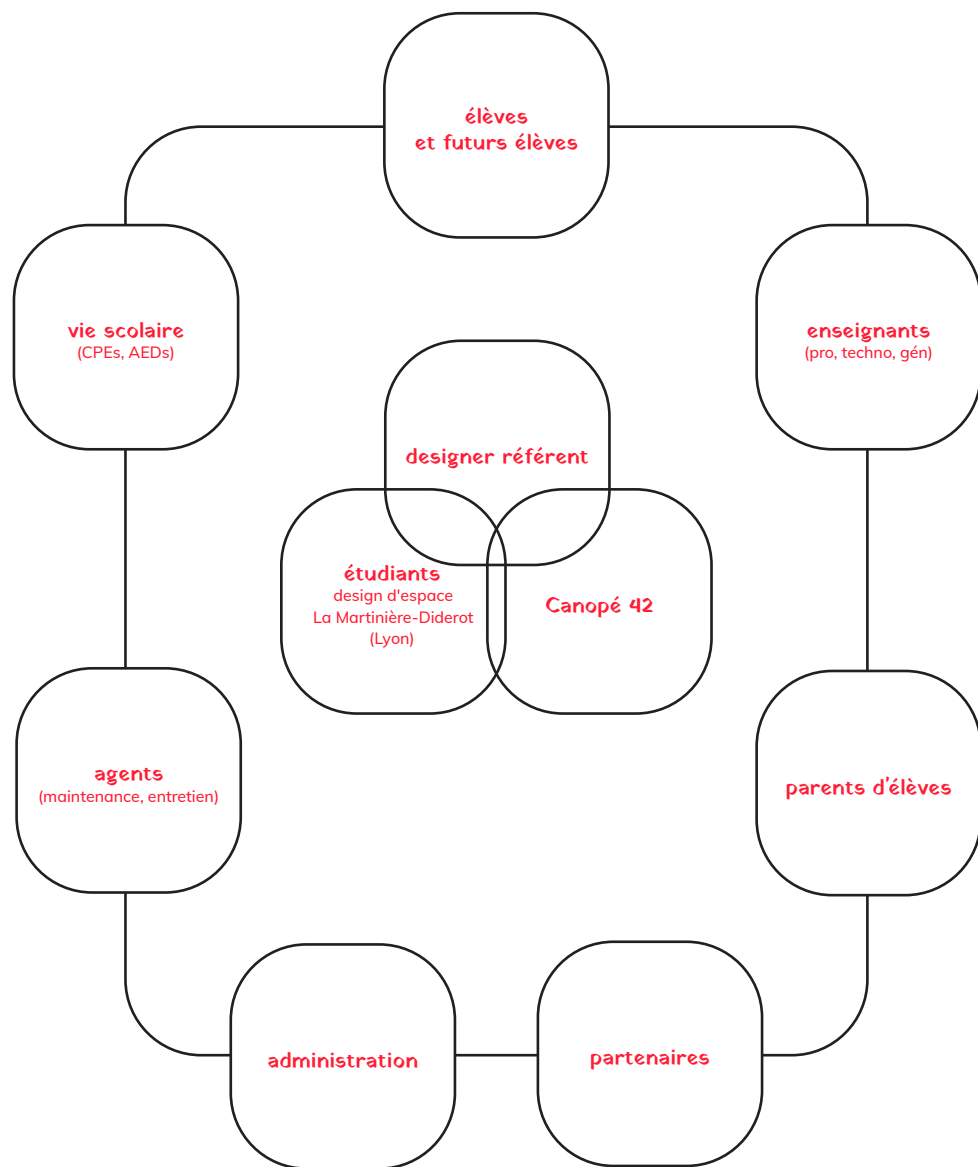 élèves
et futurs élèves
vie scolaire
(CPEs, AEDs)
enseignants
(pro, techno, gén)
designer référent
étudiants
design d'espace
La Martinière-Diderot
(Lyon)
Canopé 42
agents
(maintenance, entretien)
parents d'élèves
administration
partenaires